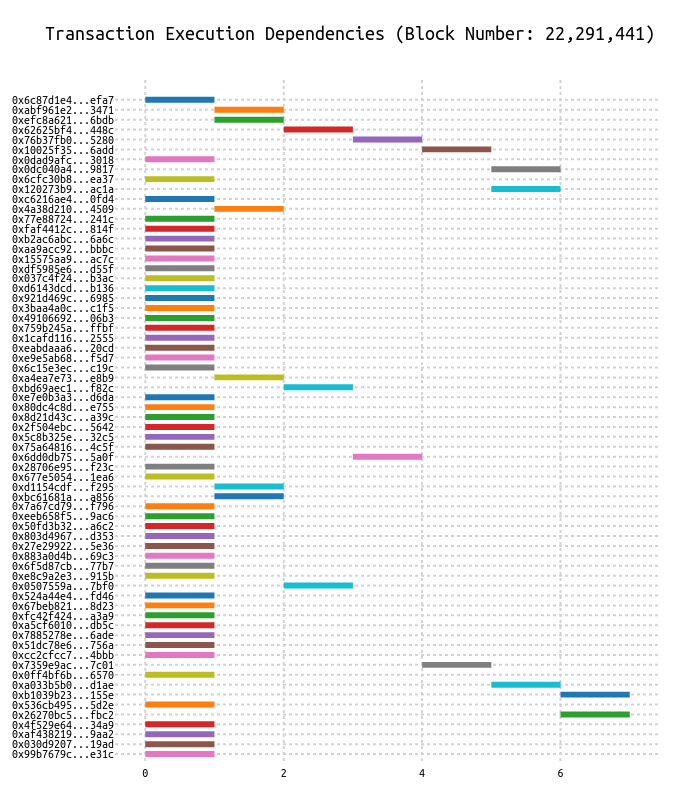 Transaction Execution Dependencies (Block Number: 22,291,441)
0x6c87d1e4...efa7
0xabf961e2...3471
0xefc8a621...6bdb
0x62625bf4...448c
0x76b37fb0...5280
0x10025f35...6add
0x0dad9afc...3018
0x0dc040a4...9817
0x6cfc30b8...ea37
0x120273b9...ac1a
0xc6216ae4...0fd4
0x4a38d210...4509
0x77e88724...241c
0xfaf4412c...814f
0xb2ac6abc...6a6c
0xaa9acc92...bbbc
0x15575aa9...ac7c
0xdf5985e6...d55f
0x037c4f24...b3ac
0xd6143dcd...b136
0x921d469c...6985
0x3baa4a0c...c1f5
0x49106692...06b3
0x759b245a...ffbf
0x1cafd116...2555
0xeabdaaa6...20cd
0xe9e5ab68...f5d7
0x6c15e3ec...c19c
0xa4ea7e73...e8b9
0xbd69aec1...f82c
0xe7e0b3a3...d6da
0x80dc4c8d...e755
0x8d21d43c...a39c
0x2f504ebc...5642
0x5c8b325e...32c5
0x75a64816...4c5f
0x6dd0db75...5a0f
0x28706e95...f23c
0x677e5054...1ea6
0xd1154cdf...f295
0xbc61681a...a856
0x7a67cd79...f796
0xeeb658f5...9ac6
0x50fd3b32...a6c2
0x803d4967...d353
0x27e29922...5e36
0x883a0d4b...69c3
0x6f5d87cb...77b7
0xe8c9a2e3...915b
0x0507559a...7bf0
0x524a44e4...fd46
0x67beb821...8d23
0xfc42f424...a3a9
0xa5cf6010...db5c
0x7885278e...6ade
0x51dc78e6...756a
0xcc2cfcc7...4bbb
0x7359e9ac...7c01
0x0ff4bf6b...6570
0xa033b5b0...d1ae
0xb1039b23...155e
0x536cb495...5d2e
0x26270bc5...fbc2
0x4f529e64...34a9
0xaf438219...9aa2
0x030d9207...19ad
0x99b7679c...e31c
0 2 4 6